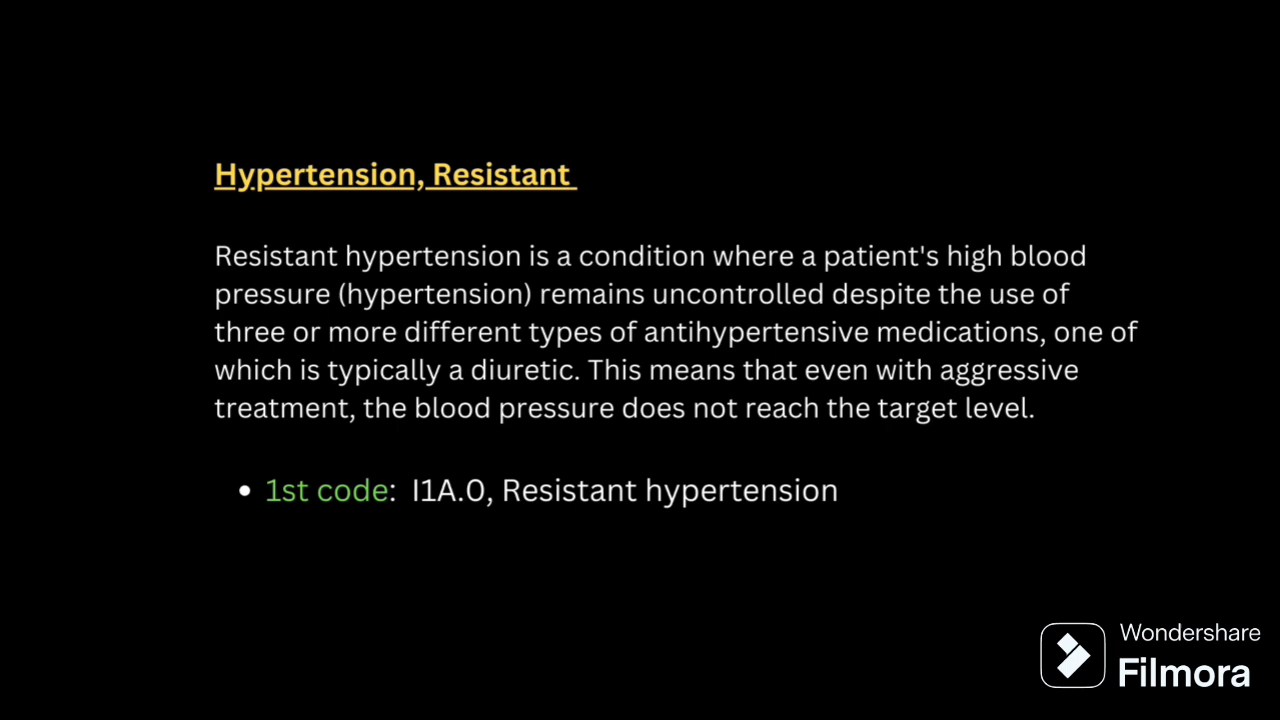 Hypertension, Resistant
Resistant hypertension is a condition where a patient's high blood
pressure (hypertension) remains uncontrolled despite the use of
three or more different types of antihypertensive medications, one of
which is typically a diuretic. This means that even with aggressive
treatment, the blood pressure does not reach the target level.
• 1st code: I1A.0, Resistant hypertension
Wondershare
Filmora